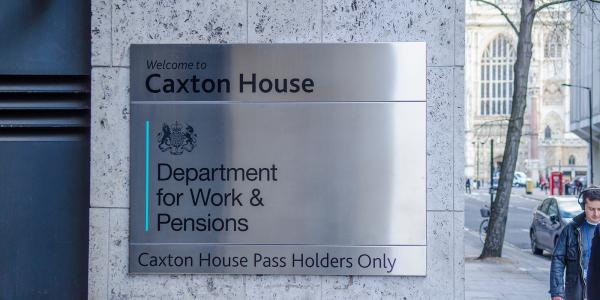 Welcome to
Caxton House
Department
for Work &
Pensions
Caxton House Pass Holders Only